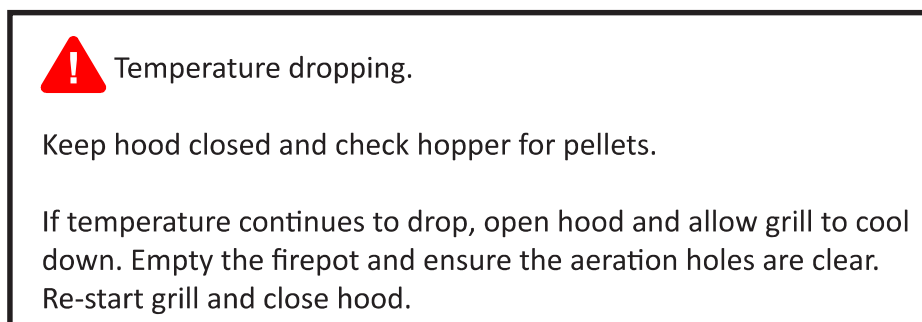 ! Temperature dropping.
Keep hood closed and check hopper for pellets.
If temperature continues to drop, open hood and allow grill to cool
down. Empty the firepot and ensure the aeration holes are clear.
Re-start grill and close hood.